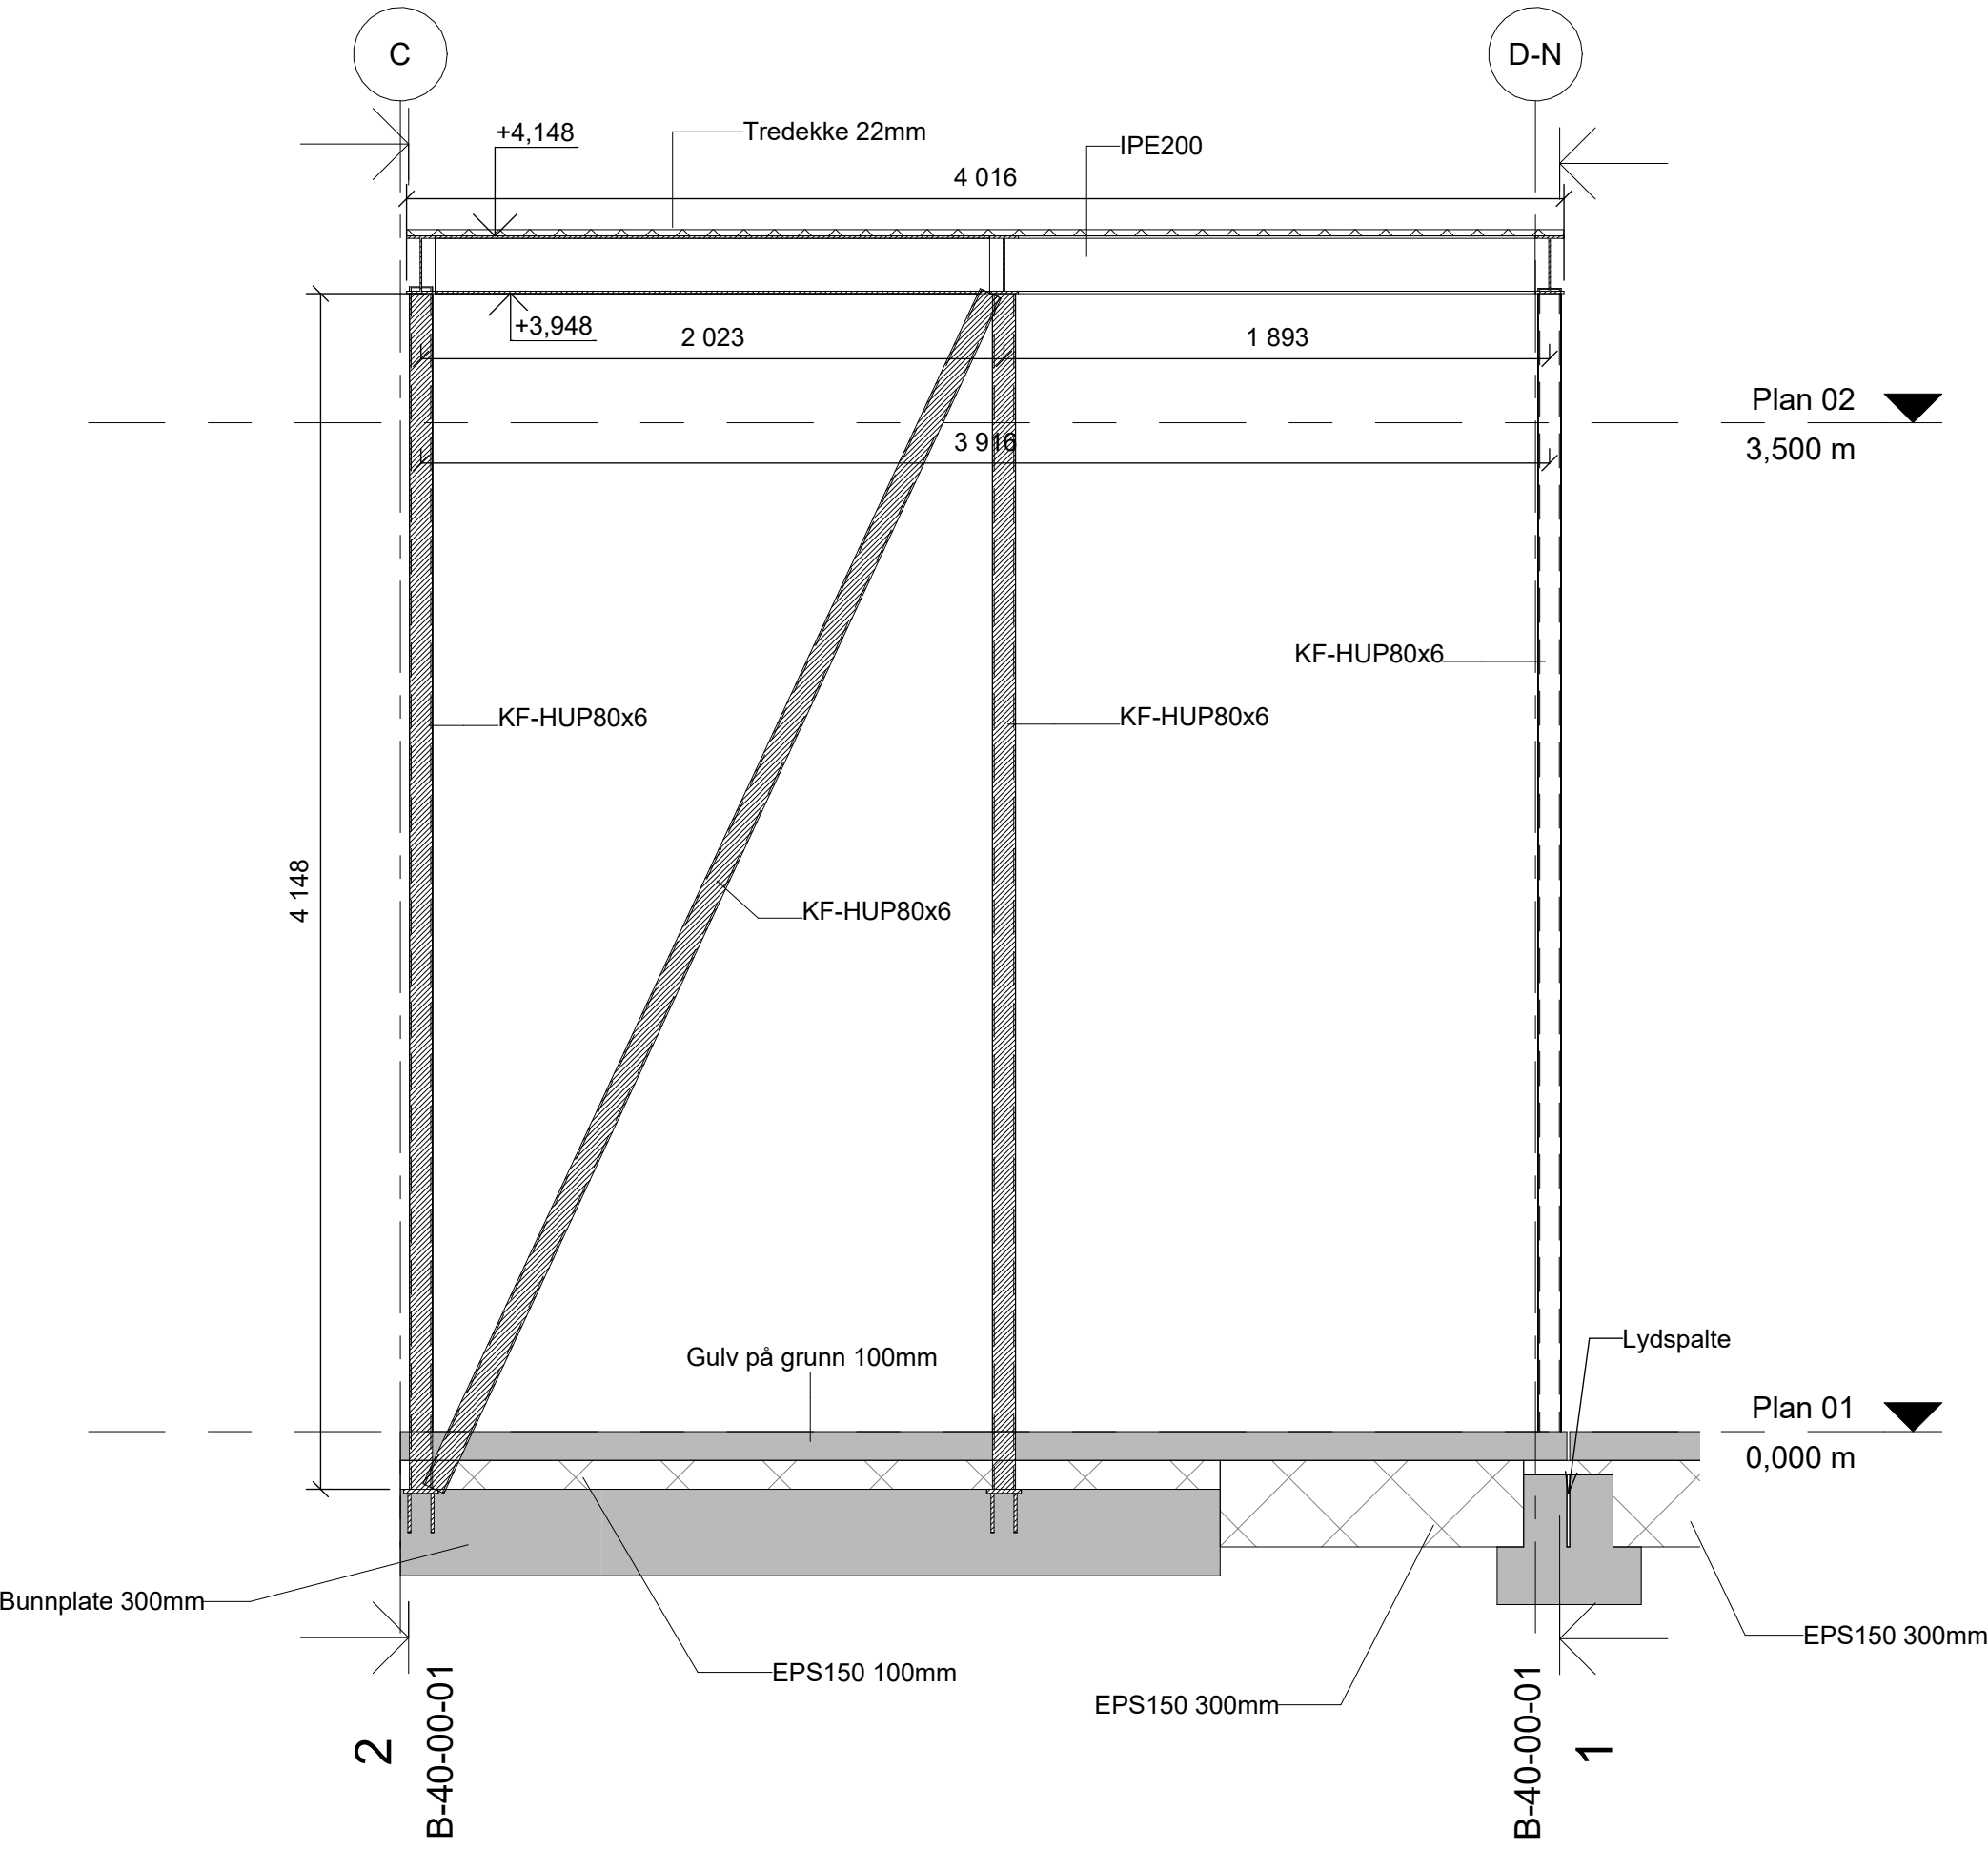 C
D-N
+4,148
Tredekke 22mm
IPE200
4 016
+3,948
2 023
1 893
Plan 02
3,500 m
3 916
KF-HUP80x6
KF-HUP80x6
KF-HUP80x6
4 148
KF-HUP80x6
Lydspalte
Gulv på grunn 100mm
Plan 01
0,000 m
Bunnplate 300mm
EPS150 300mm
EPS150 100mm
EPS150 300mm
2
B-40-00-01
B-40-00-01
1